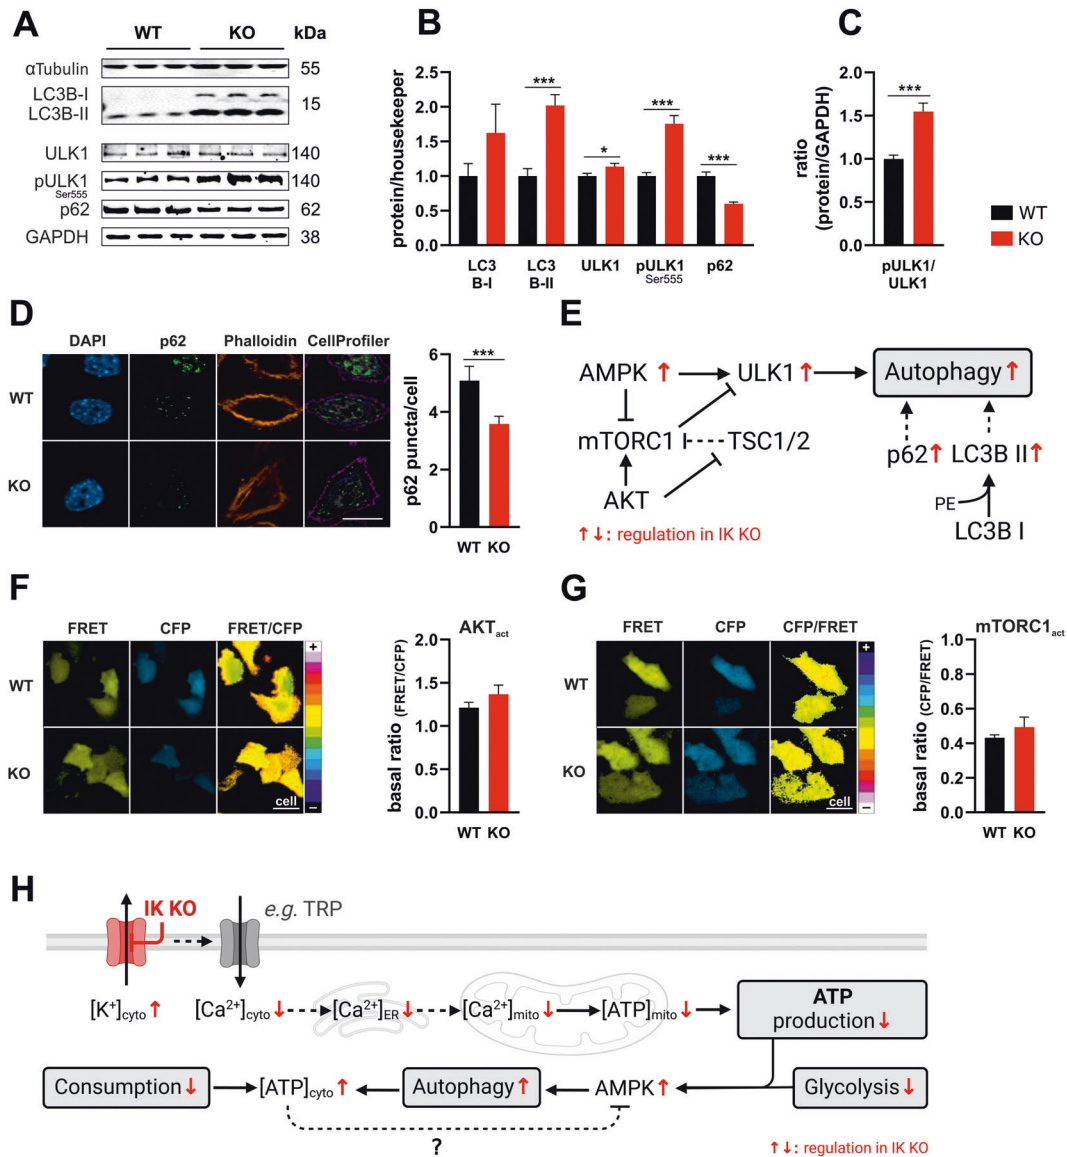 A
WT KO kDa
αTubulin 55
LC3B-I
LC3B-II 15
ULK1 140
pULK1 140
Ser555
p62 62
GAPDH 38
B
protein/housekeeper
2.5
2.0
1.5
1.0
0.5
0.0
*** * *** ***
LC3 LC3 ULK1 pULK1 p62
B-I B-II Ser555
C
ratio
(protein/GAPDH)
2.0
1.5
1.0
0.5
0.0
***
pULK1/
ULK1
WT
KO
D
DAPI p62 Phalloidin CellProfiler
WT
KO
p62 puncta/cell
6
4
2
0
***
WT KO
E
AMPK ↑ ULK1 ↑ Autophagy ↑
mTORC1 TSC1/2
p62 ↑ LC3B II ↑
AKT
PE
LC3B I
↑↓: regulation in IK KO
F
FRET CFP FRET/CFP
WT
KO
+
−
cell
AKTact
basal ratio (FRET/CFP)
2.0
1.5
1.0
0.5
0.0
WT KO
G
FRET CFP CFP/FRET
WT
KO
+
−
cell
mTORC1act
basal ratio (CFP/FRET)
1.0
0.8
0.6
0.4
0.2
0.0
WT KO
H
IK KO e.g. TRP
[K⁺]cyto ↑ [Ca²⁺]cyto ↓ [Ca²⁺]ER ↓ [Ca²⁺]mito ↓ [ATP]mito ↓ ATP
production ↓
Consumption ↓ [ATP]cyto ↑ Autophagy ↑ AMPK ↑ Glycolysis ↓
?
↑↓: regulation in IK KO